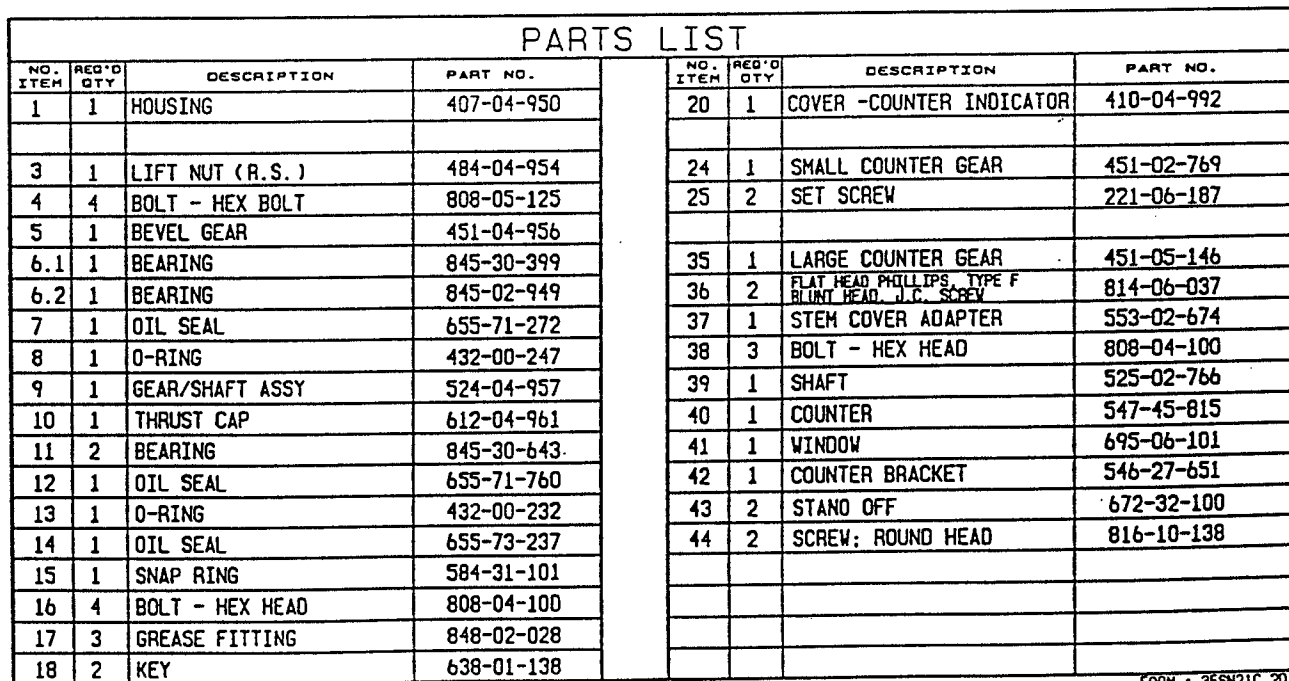 PARTS LIST
NO. ITEM REQ'D QTY DESCRIPTION PART NO.
1 1 HOUSING 407-04-950
3 1 LIFT NUT (R.S.) 484-04-954
4 4 BOLT - HEX BOLT 808-05-125
5 1 BEVEL GEAR 451-04-956
6.1 1 BEARING 845-30-399
6.2 1 BEARING 845-02-949
7 1 OIL SEAL 655-71-272
8 1 O-RING 432-00-247
9 1 GEAR/SHAFT ASSY 524-04-957
10 1 THRUST CAP 612-04-961
11 2 BEARING 845-30-643
12 1 OIL SEAL 655-71-760
13 1 O-RING 432-00-232
14 1 OIL SEAL 655-73-237
15 1 SNAP RING 584-31-101
16 4 BOLT - HEX HEAD 808-04-100
17 3 GREASE FITTING 848-02-028
18 2 KEY 638-01-138
NO. ITEM REQ'D QTY DESCRIPTION PART NO.
20 1 COVER -COUNTER INDICATOR 410-04-992
24 1 SMALL COUNTER GEAR 451-02-769
25 2 SET SCREW 221-06-187
35 1 LARGE COUNTER GEAR 451-05-146
36 2 FLAT HEAD PHILLIPS, TYPE F
BLUNT HEAD, J.C. SCREW 814-06-037
37 1 STEM COVER ADAPTER 553-02-674
38 3 BOLT - HEX HEAD 808-04-100
39 1 SHAFT 525-02-766
40 1 COUNTER 547-45-815
41 1 WINDOW 695-06-101
42 1 COUNTER BRACKET 546-27-651
43 2 STAND OFF 672-32-100
44 2 SCREW; ROUND HEAD 816-10-138